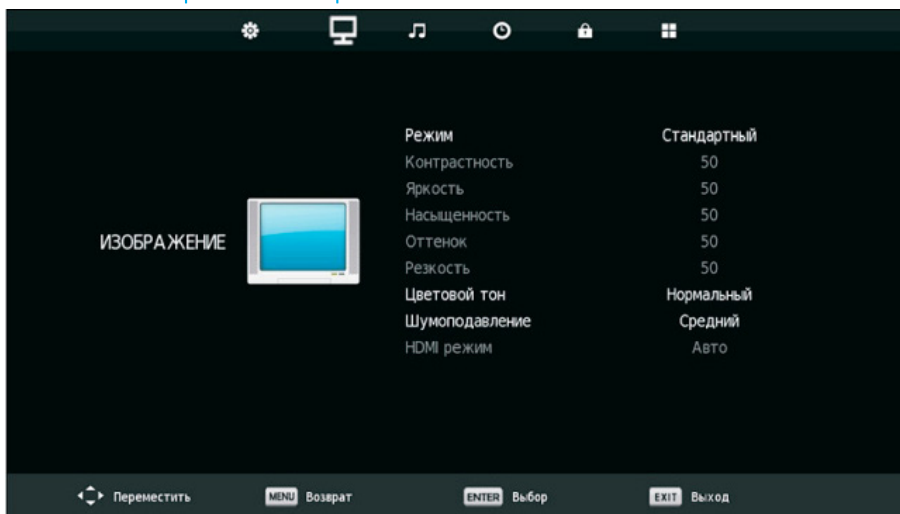 Режим Стандартный
Контрастность 50
Яркость 50
Насыщенность 50
ИЗОБРАЖЕНИЕ
Оттенок 50
Резкость 50
Цветовой тон Нормальный
Шумоподавление Средний
HDMI режим Авто
Переместить MENU Возврат ENTER Выбор EXIT Выход